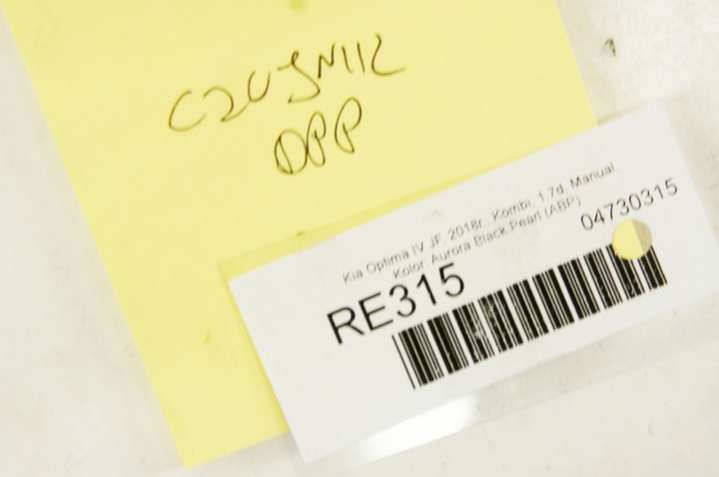 CZUJNIK
DPP
Kia Optima IV JF, 2018r., Kombi, 1.7d, Manual,
Kolor: Aurora Black Pearl (ABP)
04730315
RE315